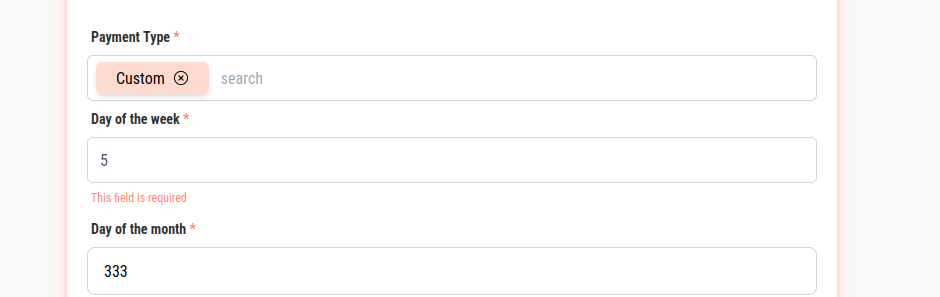 Payment Type *
Custom search
Day of the week *
5
This field is required
Day of the month *
333